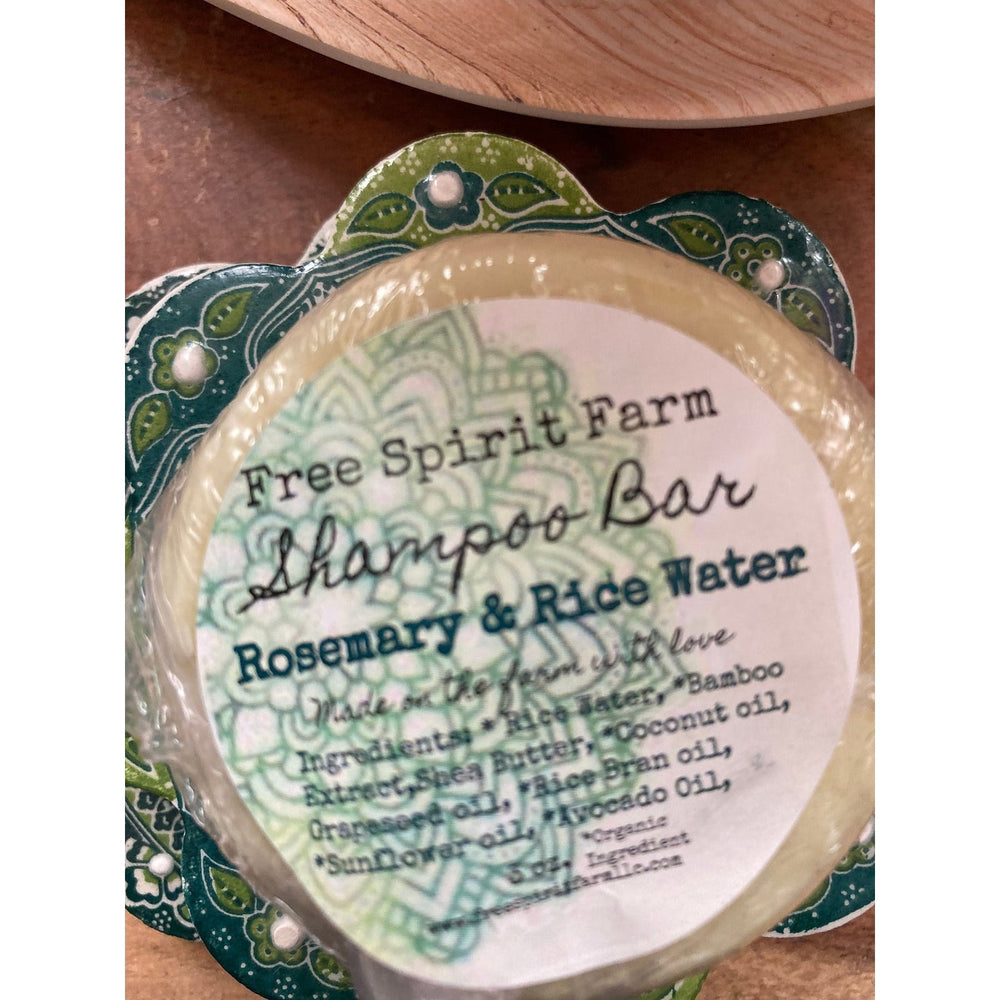 Free Spirit Farm
Shampoo Bar
Rosemary & Rice Water
Made on the farm with love
Ingredients: *Rice Water, *Bamboo
Extract, Shea Butter, *Coconut oil,
Grapeseed oil, *Rice Bran oil,
*Sunflower oil, *Avocado Oil,
*Organic
oz. Ingredient